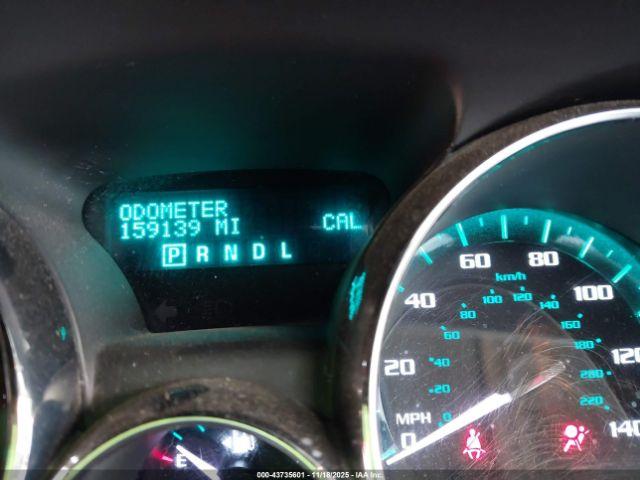 ODOMETER
159139 MI CAL
P R N D L
60 80
km/h
40 100 120 100
80 140
60 160
20 40 180 120
20 200
MPH 0 220
0 140
E
000-43735601 - 11/18/2025 - IAA Inc.